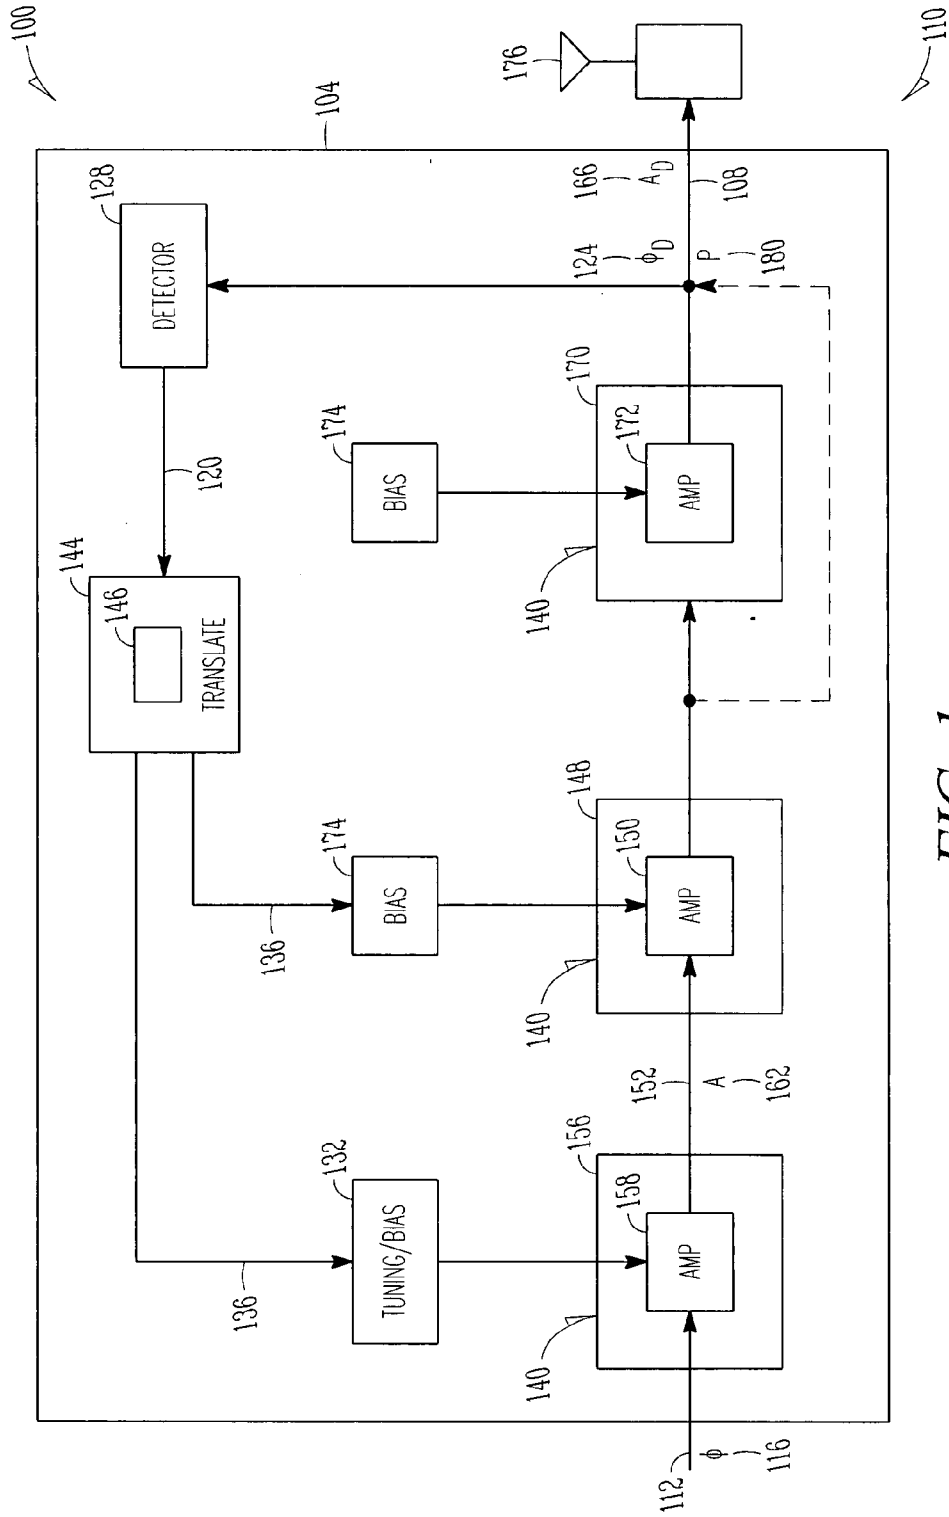 100
104
144
146
TRANSLATE
128
DETECTOR
120
136
136
132
TUNING/BIAS
174
BIAS
174
BIAS
176
140
156
158
AMP
140
148
150
AMP
140
170
172
AMP
112
ϕ
116
152
A
162
124
ϕD
P
180
166
AD
108
110
FIG. 1